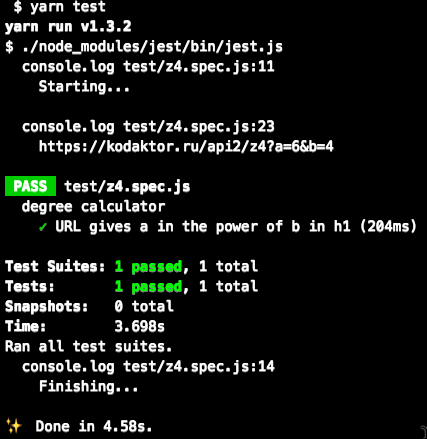 $ yarn test
yarn run v1.3.2
$ ./node_modules/jest/bin/jest.js
console.log test/z4.spec.js:11
Starting...
console.log test/z4.spec.js:23
https://kodaktor.ru/api2/z4?a=6&b=4
PASS test/z4.spec.js
degree calculator
✓ URL gives a in the power of b in h1 (204ms)
Test Suites: 1 passed, 1 total
Tests: 1 passed, 1 total
Snapshots: 0 total
Time: 3.698s
Ran all test suites.
console.log test/z4.spec.js:14
Finishing...
✨ Done in 4.58s.